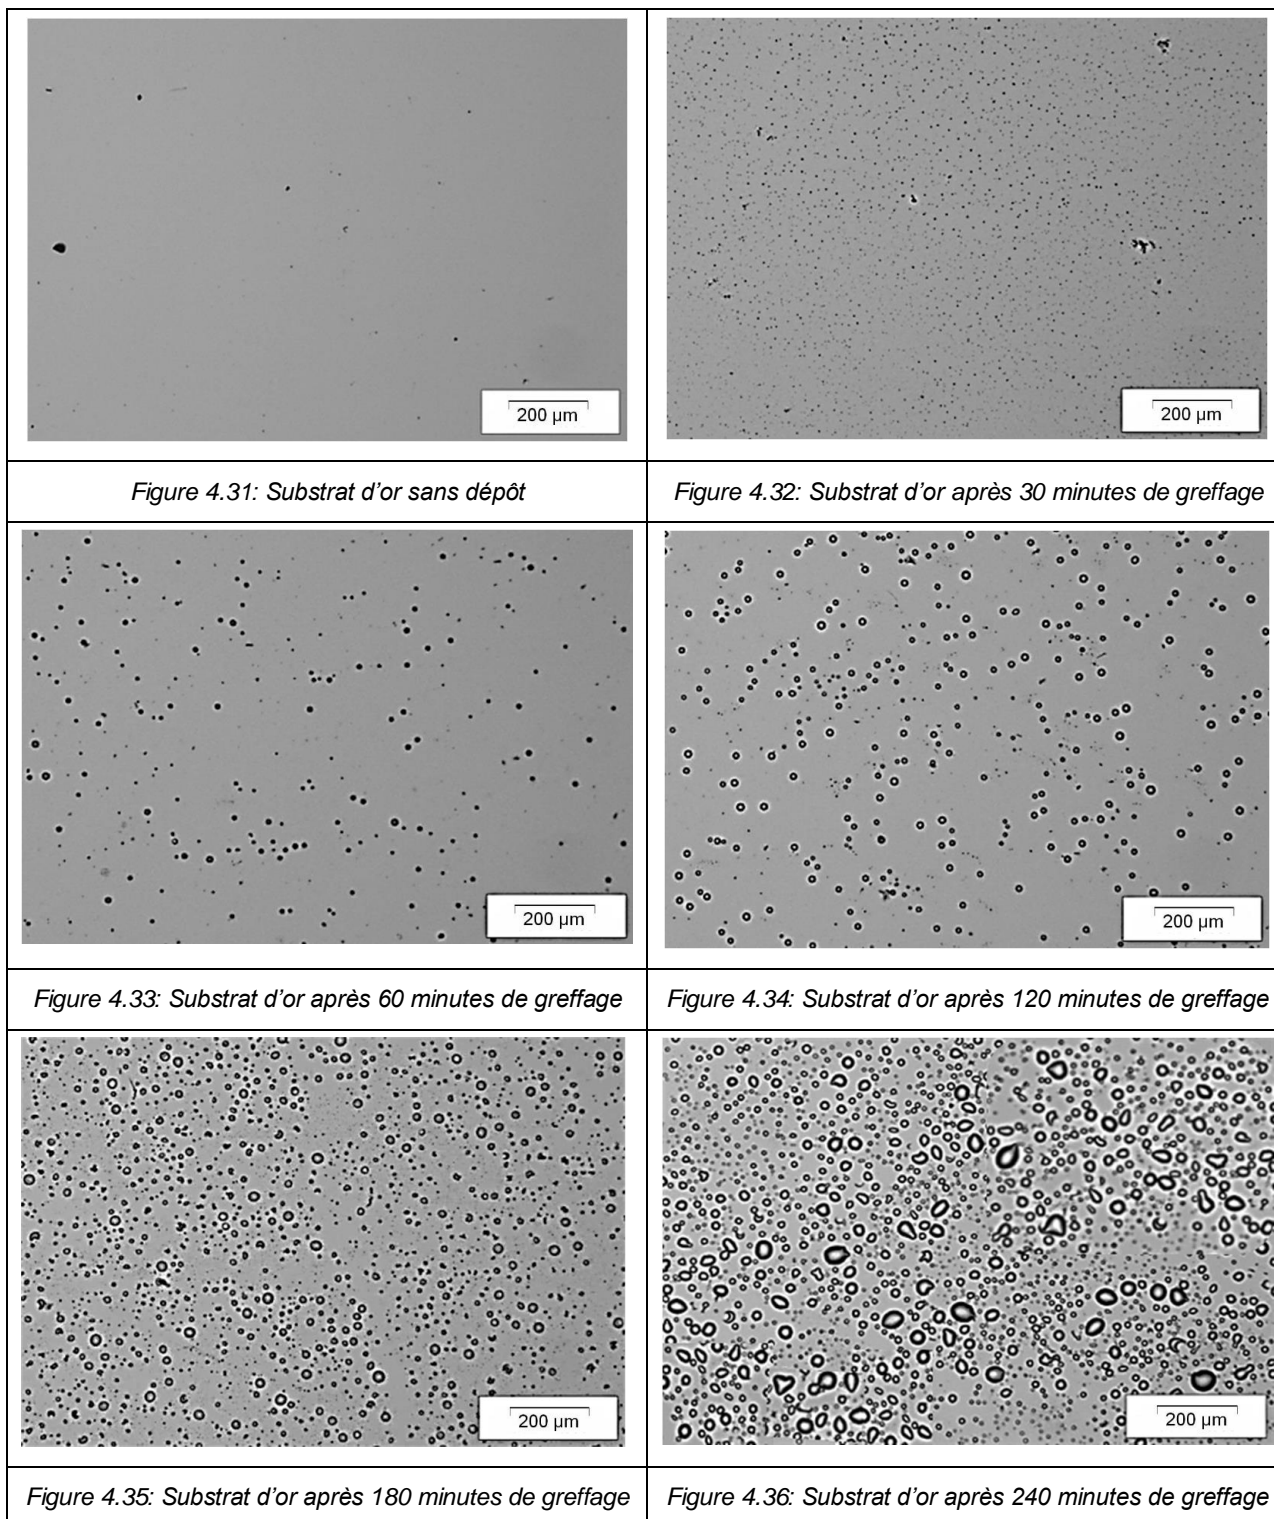 200 µm
200 µm
Figure 4.31: Substrat d'or sans dépôt
Figure 4.32: Substrat d'or après 30 minutes de greffage
200 µm
200 µm
Figure 4.33: Substrat d'or après 60 minutes de greffage
Figure 4.34: Substrat d'or après 120 minutes de greffage
200 µm
200 µm
Figure 4.35: Substrat d'or après 180 minutes de greffage
Figure 4.36: Substrat d'or après 240 minutes de greffage